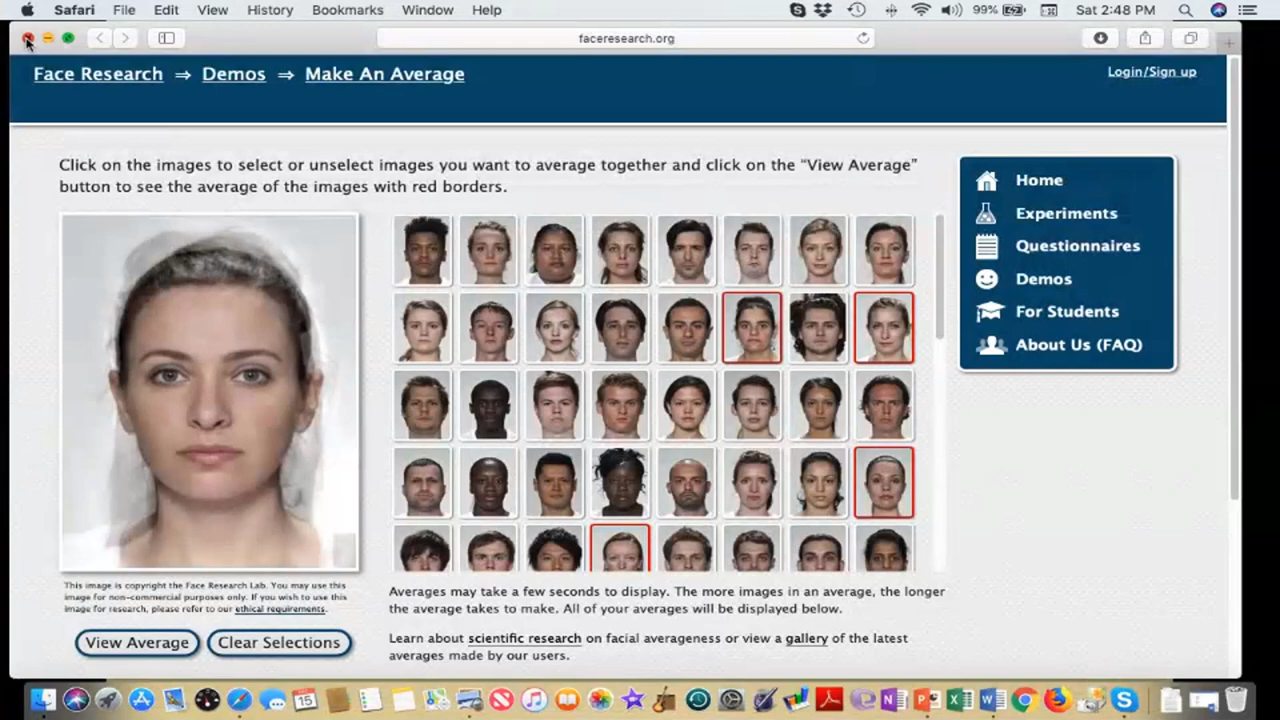 Safari File Edit View History Bookmarks Window Help 99% Sat 2:48 PM
faceresearch.org
Face Research ⇒ Demos ⇒ Make An Average
Login/Sign up
Click on the images to select or unselect images you want to average together and click on the “View Average”
button to see the average of the images with red borders.
Home
Experiments
Questionnaires
Demos
For Students
About Us (FAQ)
This image is copyright the Face Research Lab. You may use this
image for non-commercial purposes only. If you wish to use this
image for research, please refer to our ethical requirements.
View Average Clear Selections
Averages may take a few seconds to display. The more images in an average, the longer
the average takes to make. All of your averages will be displayed below.
Learn about scientific research on facial averageness or view a gallery of the latest
averages made by our users.
15